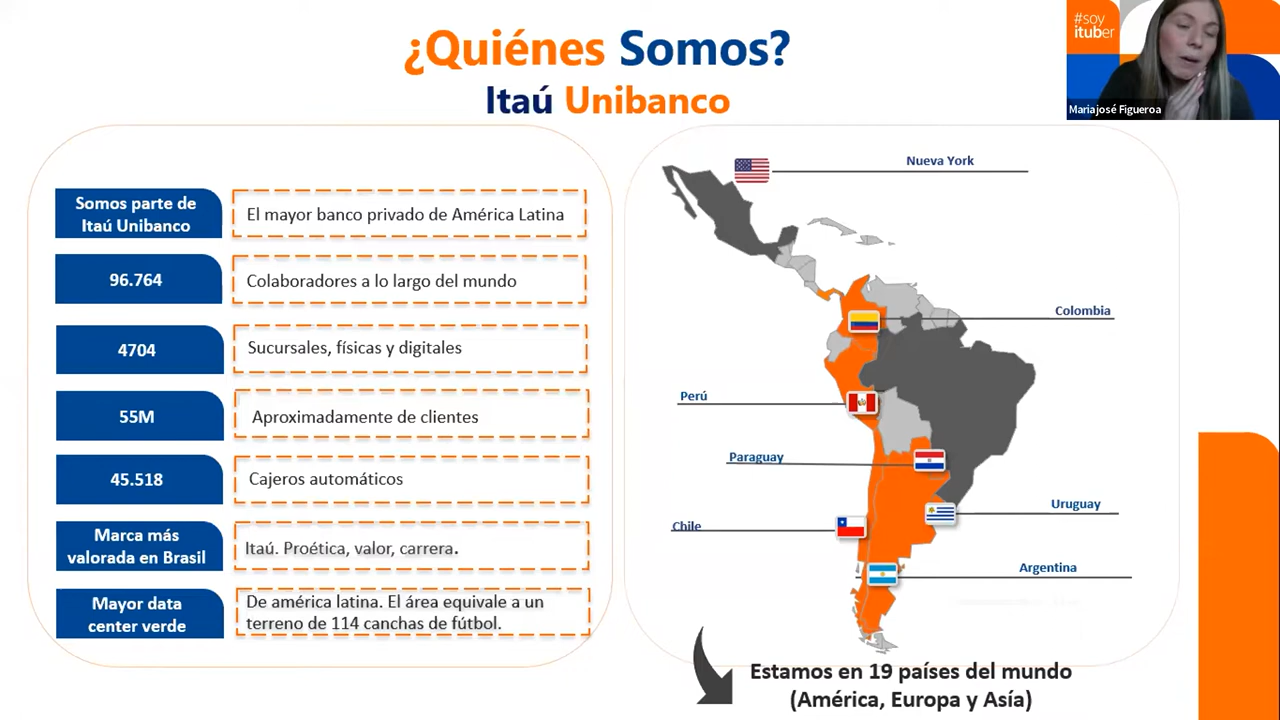 ¿Quiénes Somos?
Itaú Unibanco
#soy
ituber
Mariajosé Figueroa
Somos parte de
Itaú Unibanco
El mayor banco privado de América Latina
96.764
Colaboradores a lo largo del mundo
4704
Sucursales, físicas y digitales
55M
Aproximadamente de clientes
45.518
Cajeros automáticos
Marca más
valorada en Brasil
Itaú. Proética, valor, carrera.
Mayor data
center verde
De américa latina. El área equivale a un
terreno de 114 canchas de fútbol.
Nueva York
Colombia
Perú
Paraguay
Uruguay
Chile
Argentina
Estamos en 19 países del mundo
(América, Europa y Asía)